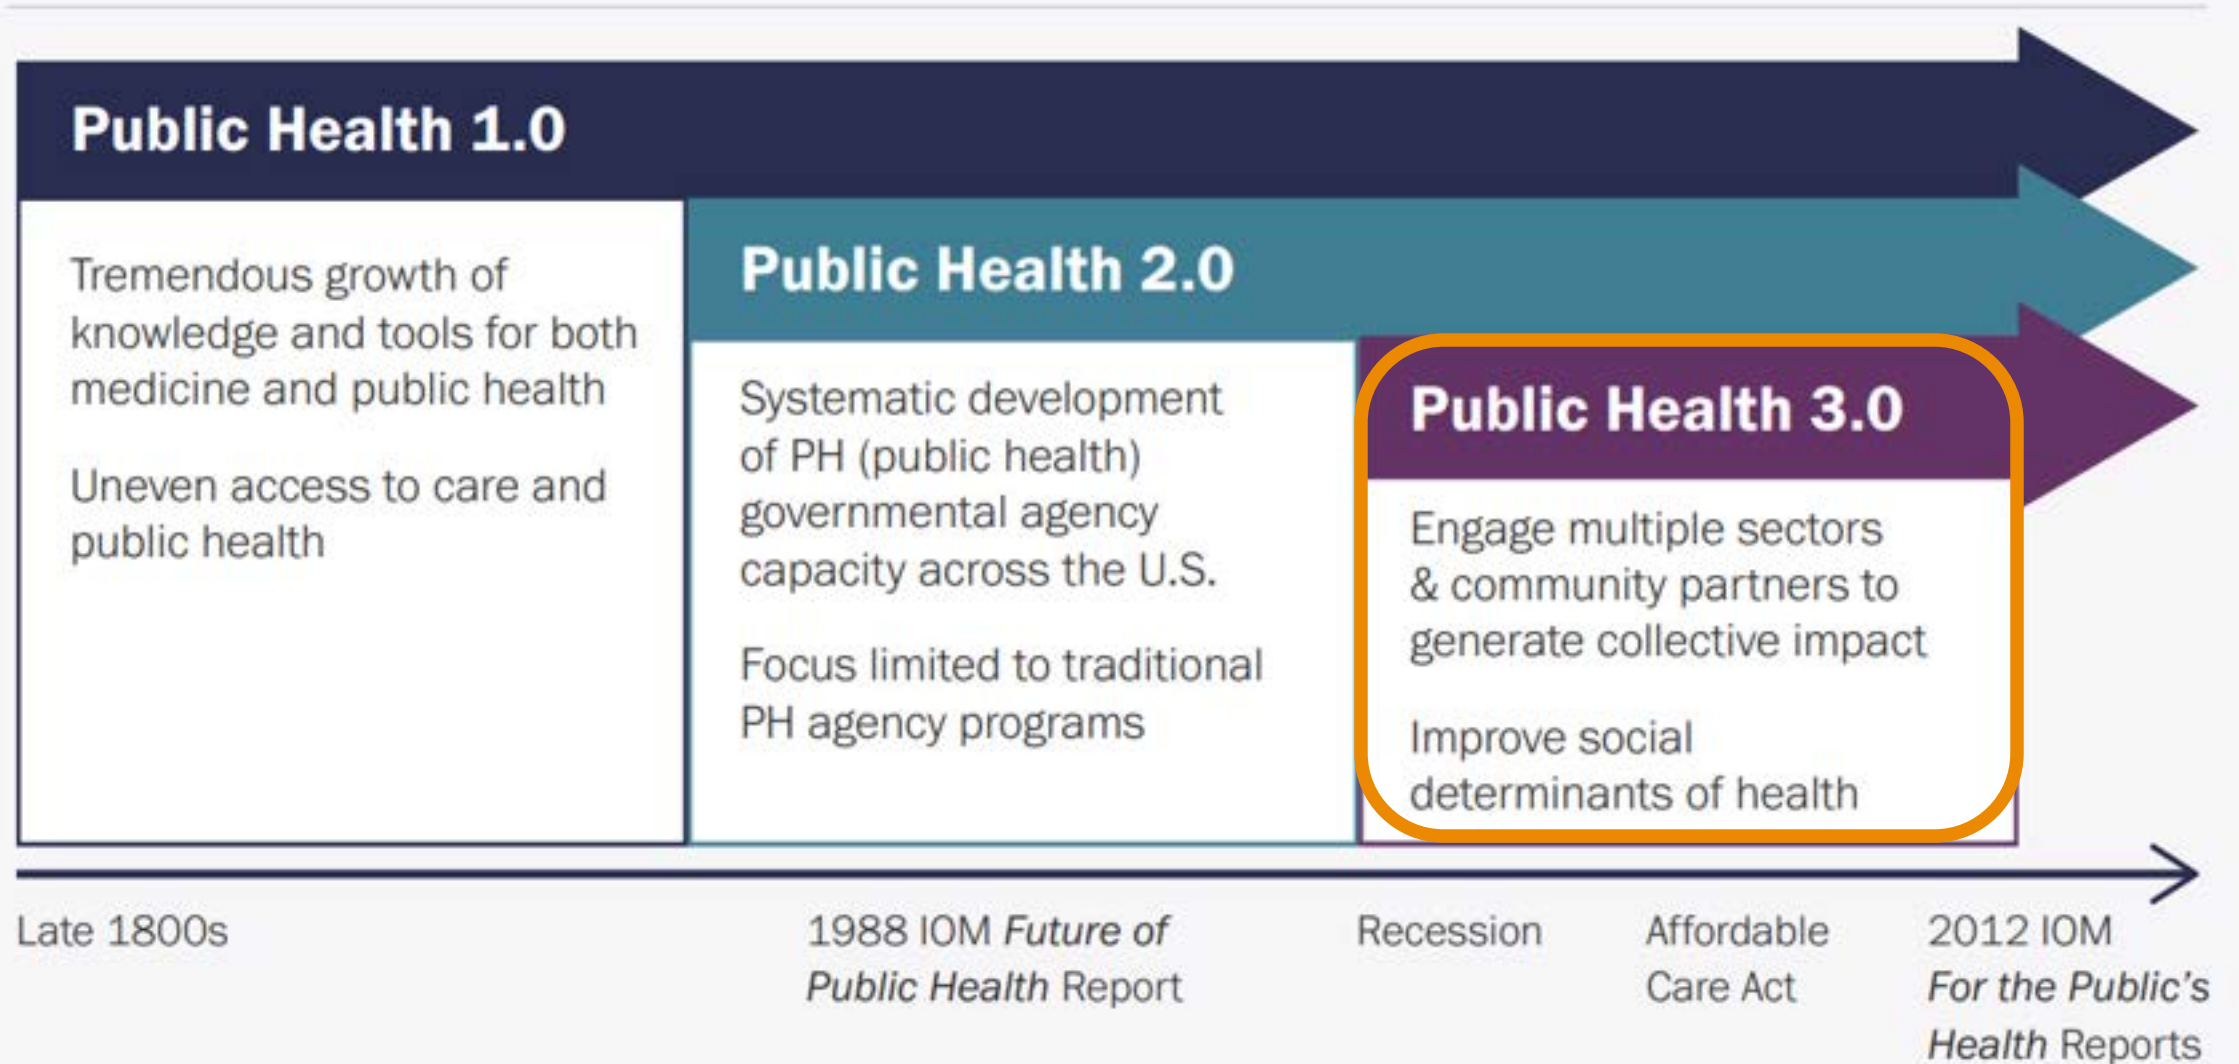 Public Health 1.0
Tremendous growth of
knowledge and tools for both
medicine and public health
Uneven access to care and
public health
Public Health 2.0
Systematic development
of PH (public health)
governmental agency
capacity across the U.S.
Focus limited to traditional
PH agency programs
Public Health 3.0
Engage multiple sectors
& community partners to
generate collective impact
Improve social
determinants of health
Late 1800s
1988 IOM Future of
Public Health Report
Recession
Affordable
Care Act
2012 IOM
For the Public's
Health Reports